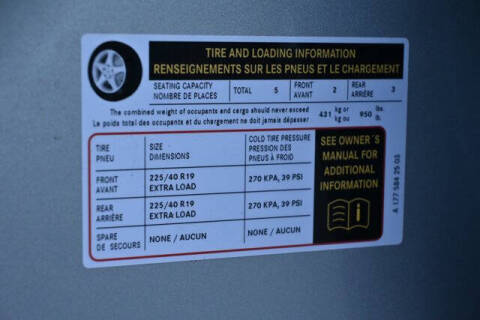 TIRE AND LOADING INFORMATION
RENSEIGNEMENTS SUR LES PNEUS ET LE CHARGEMENT
SEATING CAPACITY TOTAL 5 FRONT 2 REAR 3
NOMBRE DE PLACES AVANT ARRIÈRE
The combined weight of occupants and cargo should never exceed 431 kg or 950 lbs.
Le poids total des occupants et du chargement ne doit jamais dépasser kg ou lb.
TIRE SIZE COLD TIRE PRESSURE
PNEU DIMENSIONS PRESSION DES
PNEUS À FROID
FRONT 225/40 R19 270 KPA, 39 PSI
AVANT EXTRA LOAD
REAR 225/40 R19 270 KPA, 39 PSI
ARRIÈRE EXTRA LOAD
SPARE NONE / AUCUN NONE / AUCUN
DE SECOURS
SEE OWNER´S
MANUAL FOR
ADDITIONAL
INFORMATION
A 177 584 25 03